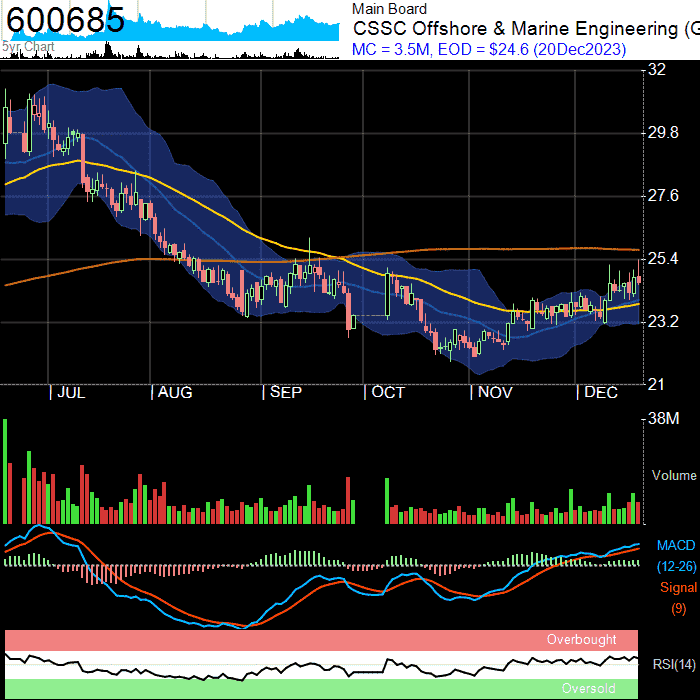 600685
5yr Chart
Main Board
CSSC Offshore & Marine Engineering (G
MC = 3.5M, EOD = $24.6 (20Dec2023)
32
29.8
27.6
25.4
23.2
21
JUL AUG SEP OCT NOV DEC
38M
Volume
MACD
(12-26)
Signal
(9)
Overbought
RSI(14)
Oversold